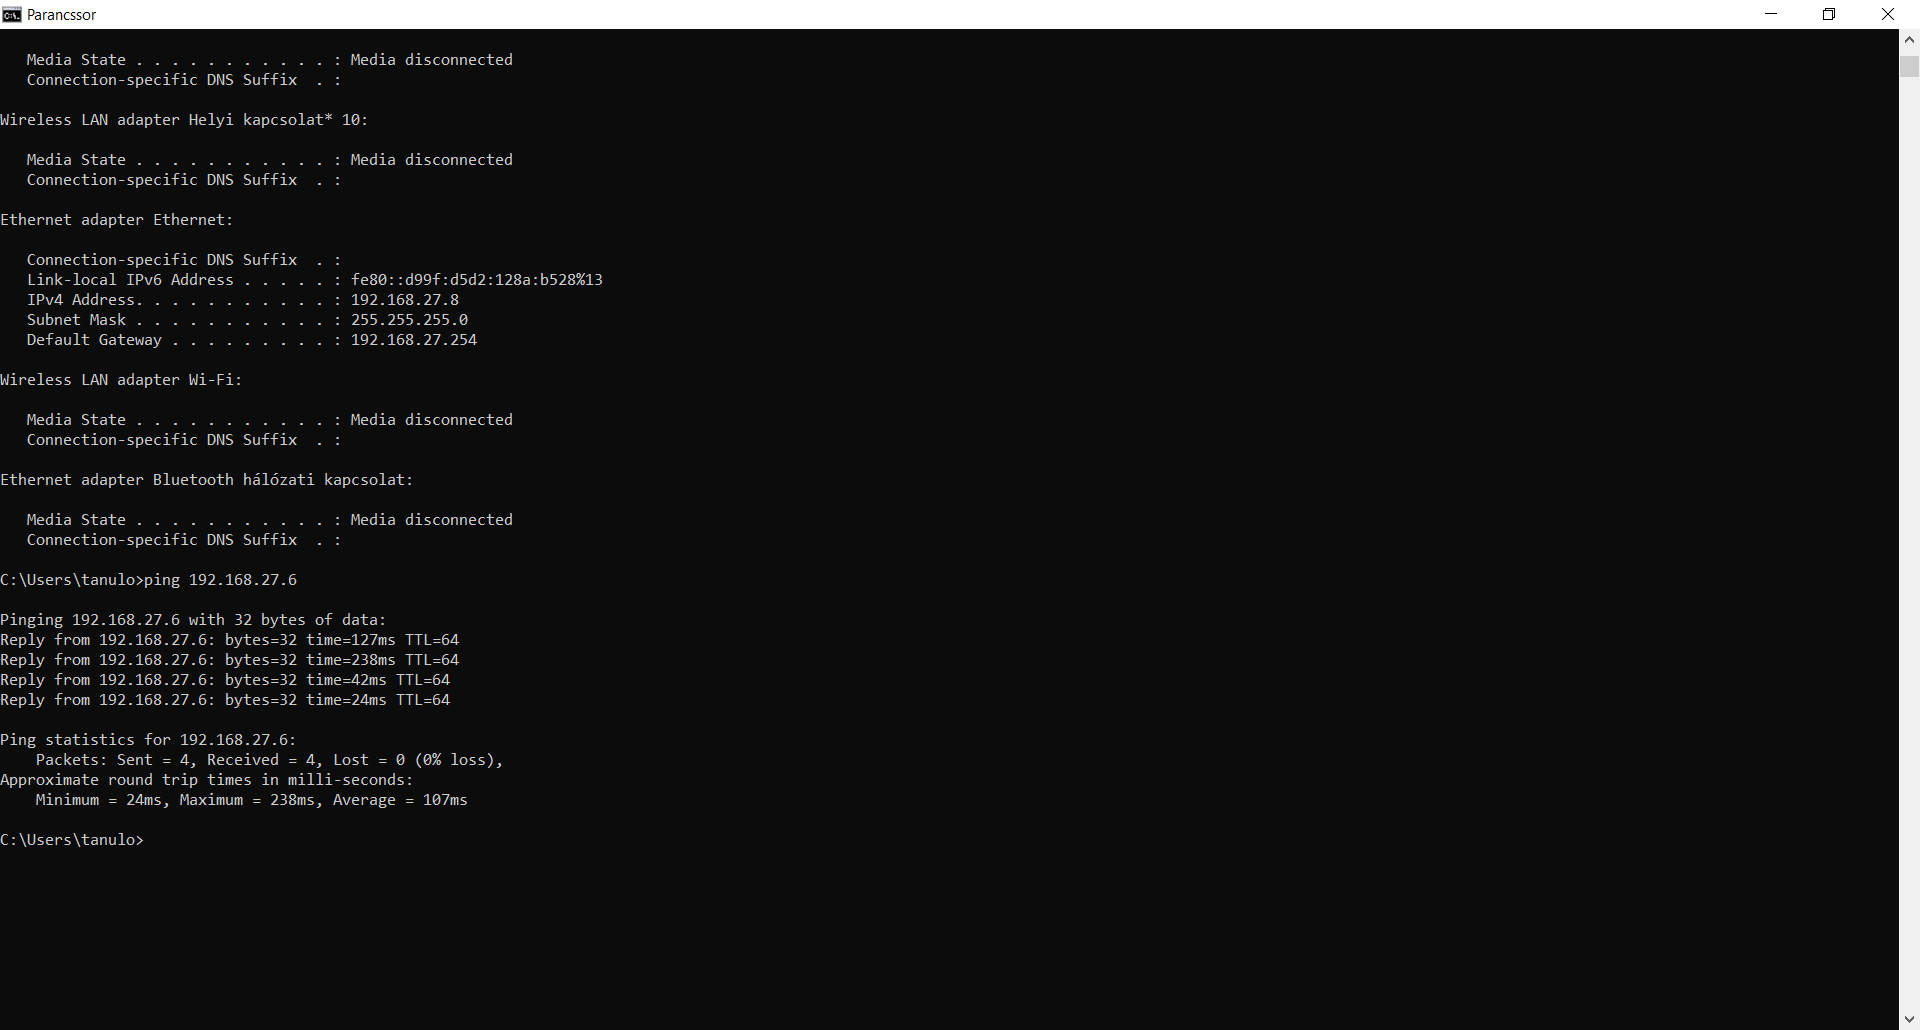 Parancssor
Media State . . . . . . . . . . . : Media disconnected
Connection-specific DNS Suffix  . :
Wireless LAN adapter Helyi kapcsolat* 10:
Media State . . . . . . . . . . . : Media disconnected
Connection-specific DNS Suffix  . :
Ethernet adapter Ethernet:
Connection-specific DNS Suffix  . :
Link-local IPv6 Address . . . . . : fe80::d99f:d5d2:128a:b528%13
IPv4 Address. . . . . . . . . . . : 192.168.27.8
Subnet Mask . . . . . . . . . . . : 255.255.255.0
Default Gateway . . . . . . . . . : 192.168.27.254
Wireless LAN adapter Wi-Fi:
Media State . . . . . . . . . . . : Media disconnected
Connection-specific DNS Suffix  . :
Ethernet adapter Bluetooth hálózati kapcsolat:
Media State . . . . . . . . . . . : Media disconnected
Connection-specific DNS Suffix  . :
C:\Users\tanulo>ping 192.168.27.6
Pinging 192.168.27.6 with 32 bytes of data:
Reply from 192.168.27.6: bytes=32 time=127ms TTL=64
Reply from 192.168.27.6: bytes=32 time=238ms TTL=64
Reply from 192.168.27.6: bytes=32 time=42ms TTL=64
Reply from 192.168.27.6: bytes=32 time=24ms TTL=64
Ping statistics for 192.168.27.6:
Packets: Sent = 4, Received = 4, Lost = 0 (0% loss),
Approximate round trip times in milli-seconds:
Minimum = 24ms, Maximum = 238ms, Average = 107ms
C:\Users\tanulo>